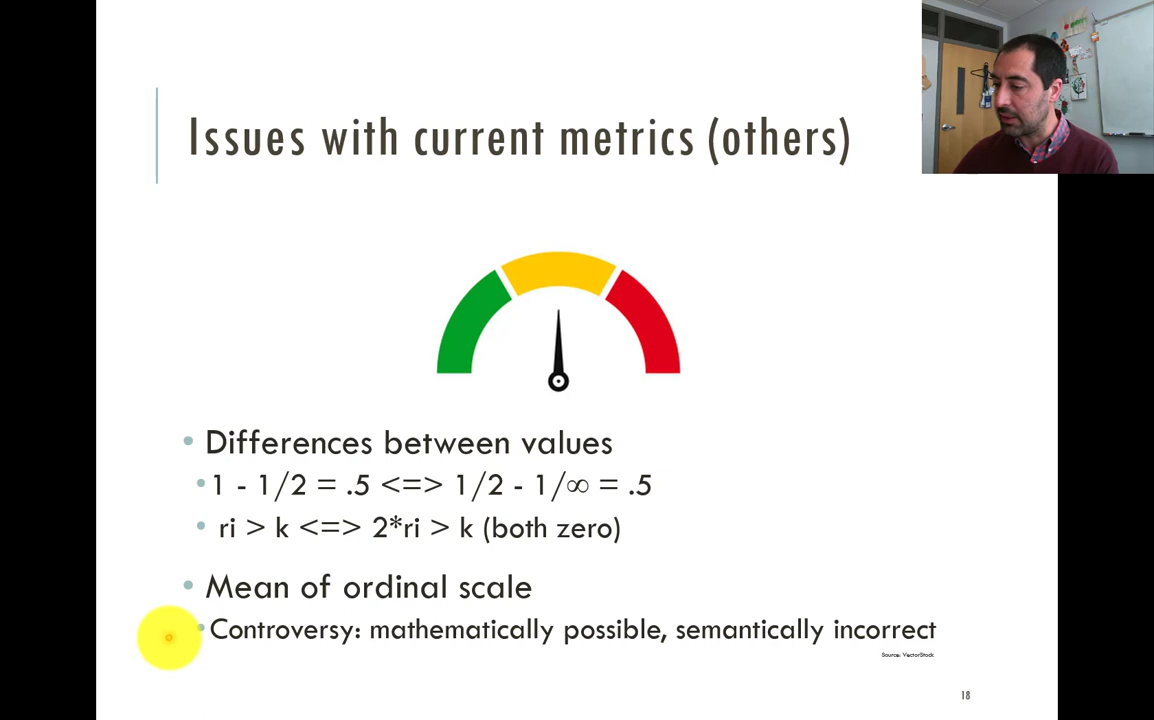 Issues with current metrics (others)
• Differences between values
• 1 - 1/2 = .5 <=> 1/2 - 1/∞ = .5
• ri > k <=> 2*ri > k (both zero)
• Mean of ordinal scale
• Controversy: mathematically possible, semantically incorrect
Source: VectorStock
18